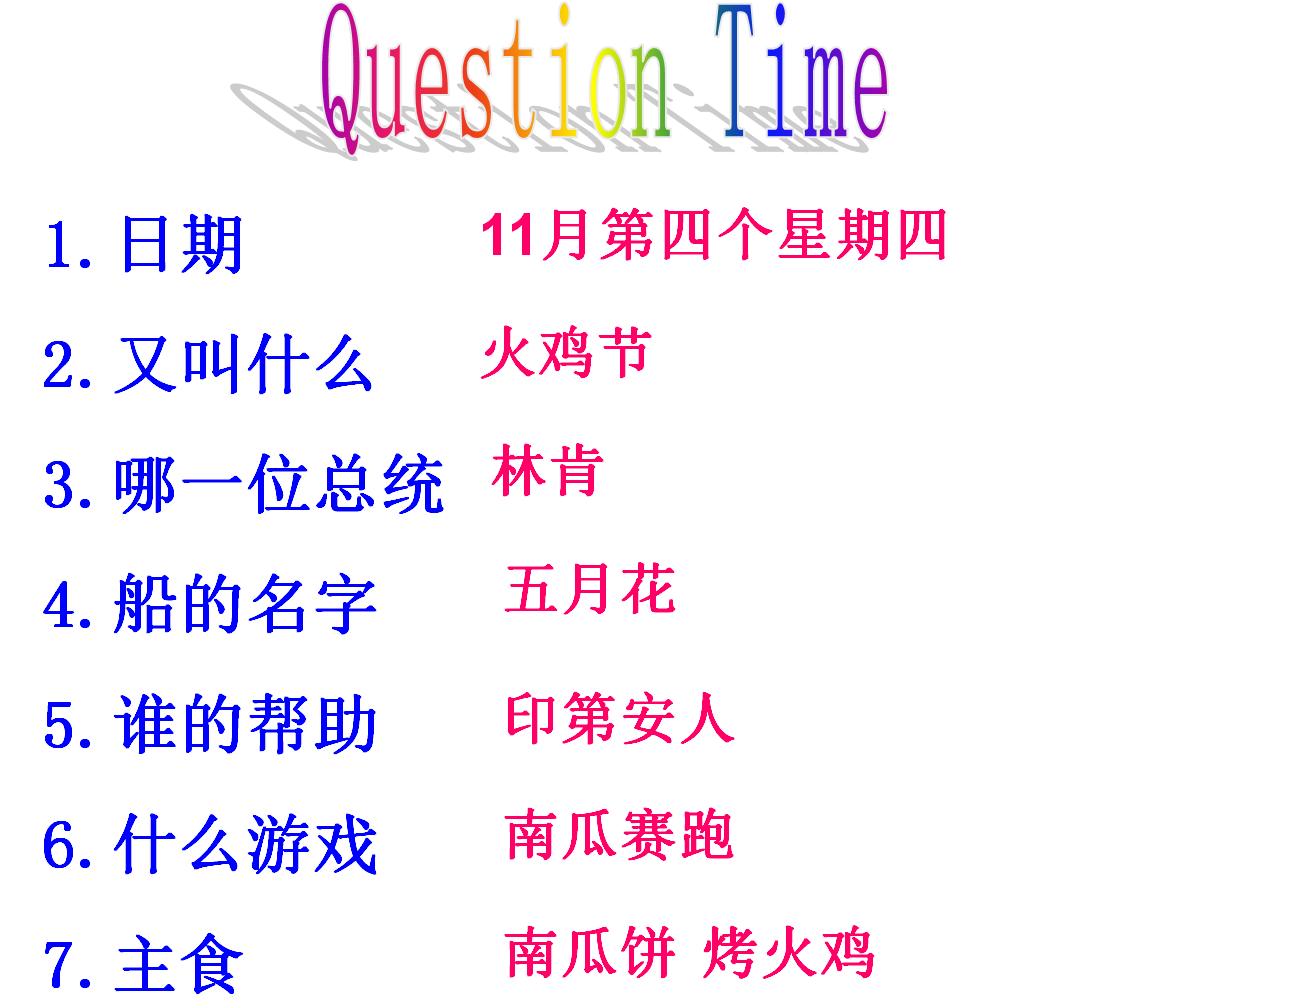 Question Time
1.日期 11月第四个星期四
2.又叫什么 火鸡节
3.哪一位总统 林肯
4.船的名字 五月花
5.谁的帮助 印第安人
6.什么游戏 南瓜赛跑
7.主食 南瓜饼 烤火鸡